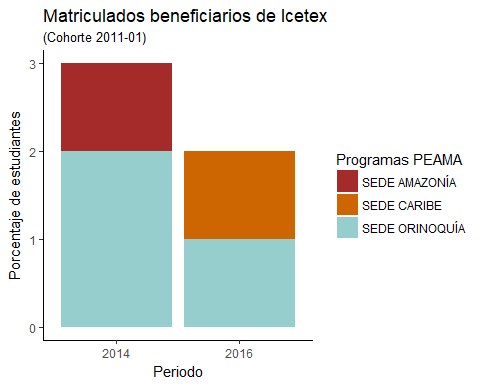 Matriculados beneficiarios de Icetex
(Cohorte 2011-01)
Porcentaje de estudiantes
3
2
1
0
2014
2016
Periodo
Programas PEAMA
SEDE AMAZONÍA
SEDE CARIBE
SEDE ORINOQUÍA